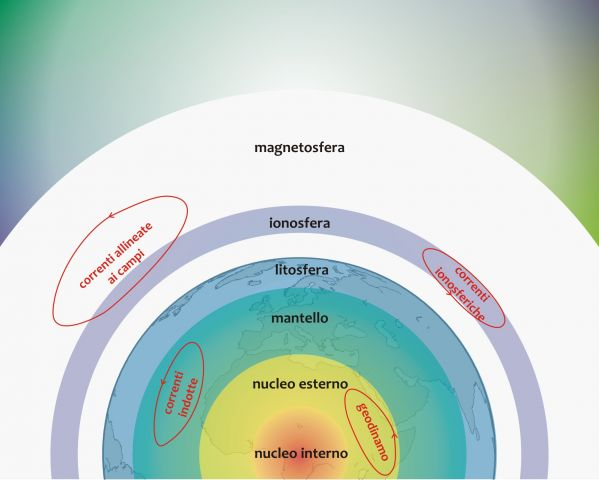 magnetosfera
ionosfera
correnti allineate
ai campi
correnti
ionosferiche
litosfera
mantello
correnti
indotte
nucleo esterno
geodinamo
nucleo interno